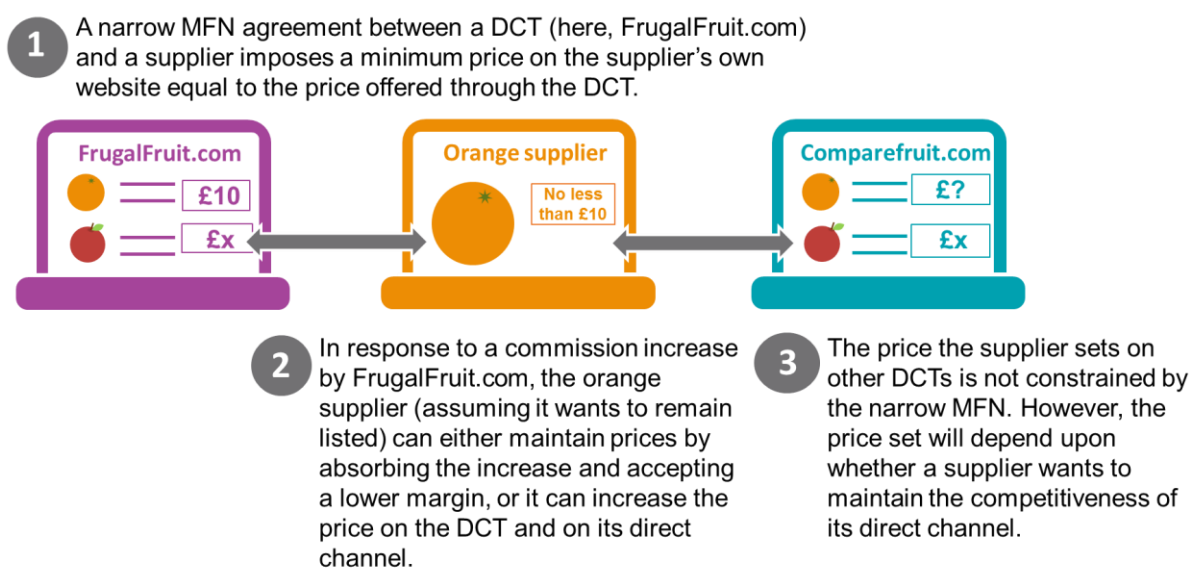 1
A narrow MFN agreement between a DCT (here, FrugalFruit.com)
and a supplier imposes a minimum price on the supplier's own
website equal to the price offered through the DCT.
FrugalFruit.com
£10
£x
Orange supplier
No less
than £10
Comparefruit.com
£?
£x
2
In response to a commission increase
by FrugalFruit.com, the orange
supplier (assuming it wants to remain
listed) can either maintain prices by
absorbing the increase and accepting
a lower margin, or it can increase the
price on the DCT and on its direct
channel.
3
The price the supplier sets on
other DCTs is not constrained by
the narrow MFN. However, the
price set will depend upon
whether a supplier wants to
maintain the competitiveness of
its direct channel.